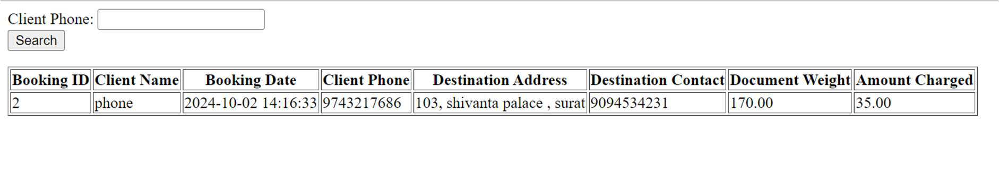 Client Phone:
Search
Booking ID Client Name Booking Date Client Phone Destination Address Destination Contact Document Weight Amount Charged
2 phone 2024-10-02 14:16:33 9743217686 103, shivanta palace , surat 9094534231 170.00 35.00